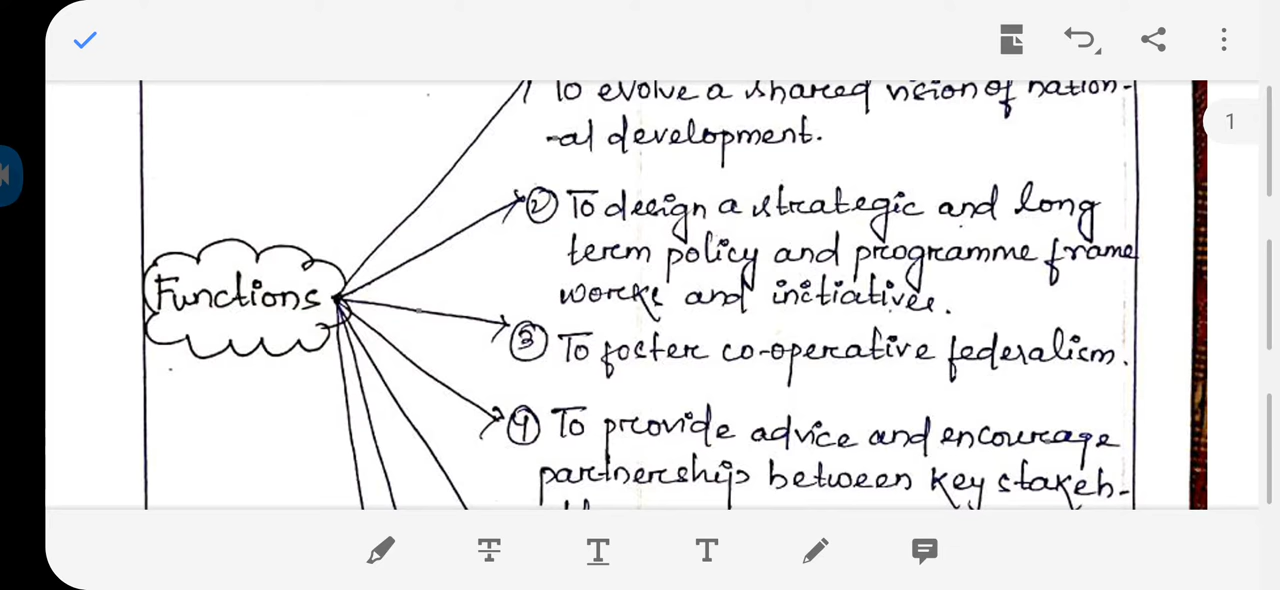 1
To evolve a shared vision of nation-
-al development.
② To design a strategic and long
term policy and programme frame
works and initiatives.
Functions
③ To foster co-operative federalism.
④ To provide advice and encourage
partnership between key stakeh-